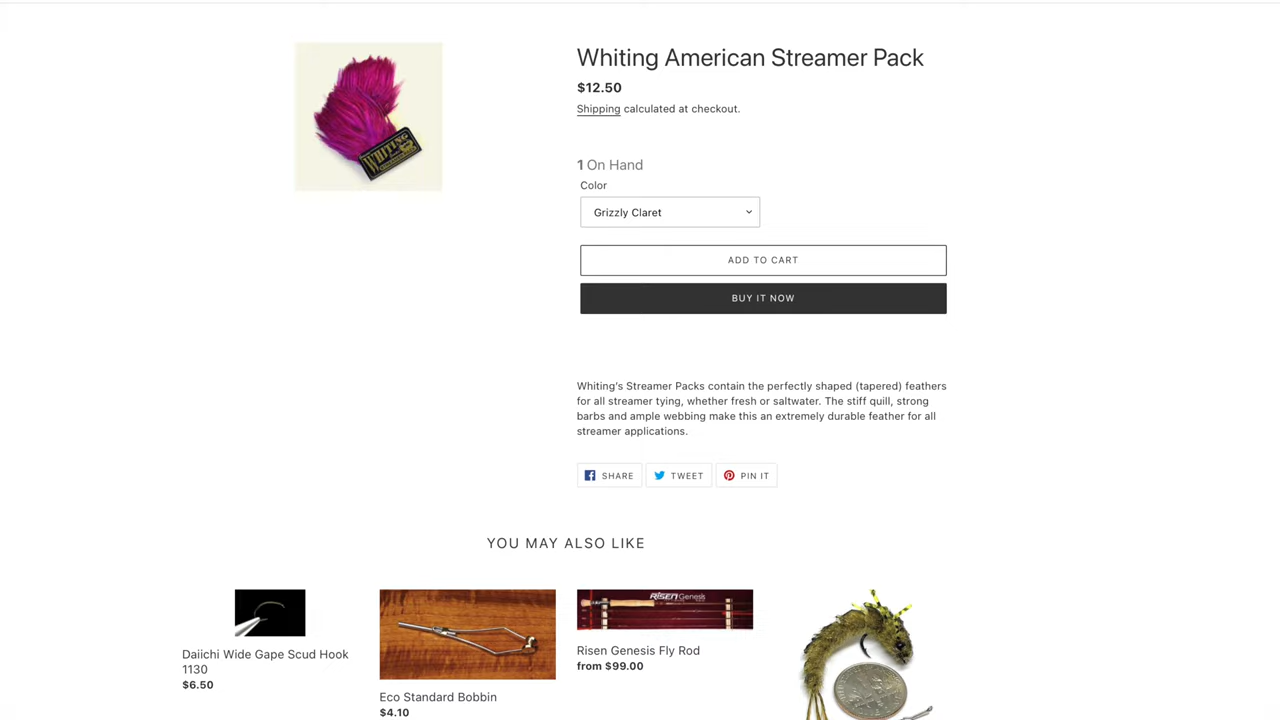 Whiting American Streamer Pack
$12.50
Shipping calculated at checkout.
WHITING
1 On Hand
Color
Grizzly Claret
ADD TO CART
BUY IT NOW
Whiting's Streamer Packs contain the perfectly shaped (tapered) feathers
for all streamer tying, whether fresh or saltwater. The stiff quill, strong
barbs and ample webbing make this an extremely durable feather for all
streamer applications.
SHARE
TWEET
PIN IT
YOU MAY ALSO LIKE
RISEN Genesis
Daiichi Wide Gape Scud Hook
1130
$6.50
Eco Standard Bobbin
$4.10
Risen Genesis Fly Rod
from $99.00